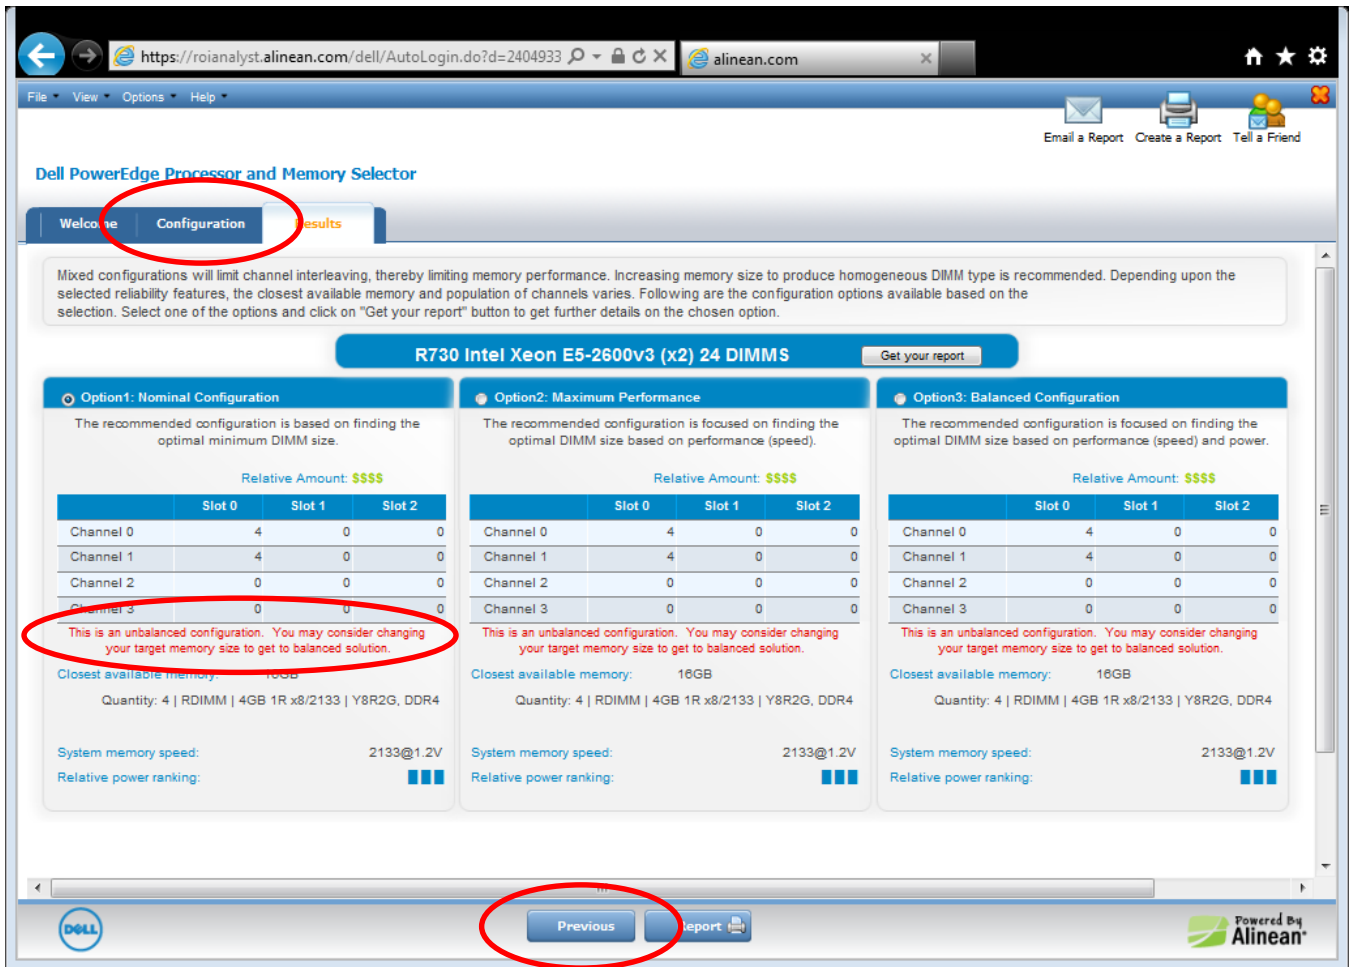 https://roianalyst.alinean.com/dell/AutoLogin.do?d=2404933
alinean.com
File View Options Help
Email a Report Create a Report Tell a Friend
Dell PowerEdge Processor and Memory Selector
Welcome Configuration Results
Mixed configurations will limit channel interleaving, thereby limiting memory performance. Increasing memory size to produce homogeneous DIMM type is recommended. Depending upon the
selected reliability features, the closest available memory and population of channels varies. Following are the configuration options available based on the
selection. Select one of the options and click on "Get your report" button to get further details on the chosen option.
R730 Intel Xeon E5-2600v3 (x2) 24 DIMMS Get your report
Option1: Nominal Configuration
The recommended configuration is based on finding the
optimal minimum DIMM size.
Relative Amount: $$$$
Slot 0 Slot 1 Slot 2
Channel 0 4 0 0
Channel 1 4 0 0
Channel 2 0 0 0
Channel 3 0 0 0
This is an unbalanced configuration. You may consider changing
your target memory size to get to balanced solution.
Closest available memory: 16GB
Quantity: 4 | RDIMM | 4GB 1R x8/2133 | Y8R2G, DDR4
System memory speed: 2133@1.2V
Relative power ranking:
Option2: Maximum Performance
The recommended configuration is focused on finding the
optimal DIMM size based on performance (speed).
Relative Amount: $$$$
Slot 0 Slot 1 Slot 2
Channel 0 4 0 0
Channel 1 4 0 0
Channel 2 0 0 0
Channel 3 0 0 0
This is an unbalanced configuration. You may consider changing
your target memory size to get to balanced solution.
Closest available memory: 16GB
Quantity: 4 | RDIMM | 4GB 1R x8/2133 | Y8R2G, DDR4
System memory speed: 2133@1.2V
Relative power ranking:
Option3: Balanced Configuration
The recommended configuration is focused on finding the
optimal DIMM size based on performance (speed) and power.
Relative Amount: $$$$
Slot 0 Slot 1 Slot 2
Channel 0 4 0 0
Channel 1 4 0 0
Channel 2 0 0 0
Channel 3 0 0 0
This is an unbalanced configuration. You may consider changing
your target memory size to get to balanced solution.
Closest available memory: 16GB
Quantity: 4 | RDIMM | 4GB 1R x8/2133 | Y8R2G, DDR4
System memory speed: 2133@1.2V
Relative power ranking:
DELL
Previous Report
Powered By
Alinean